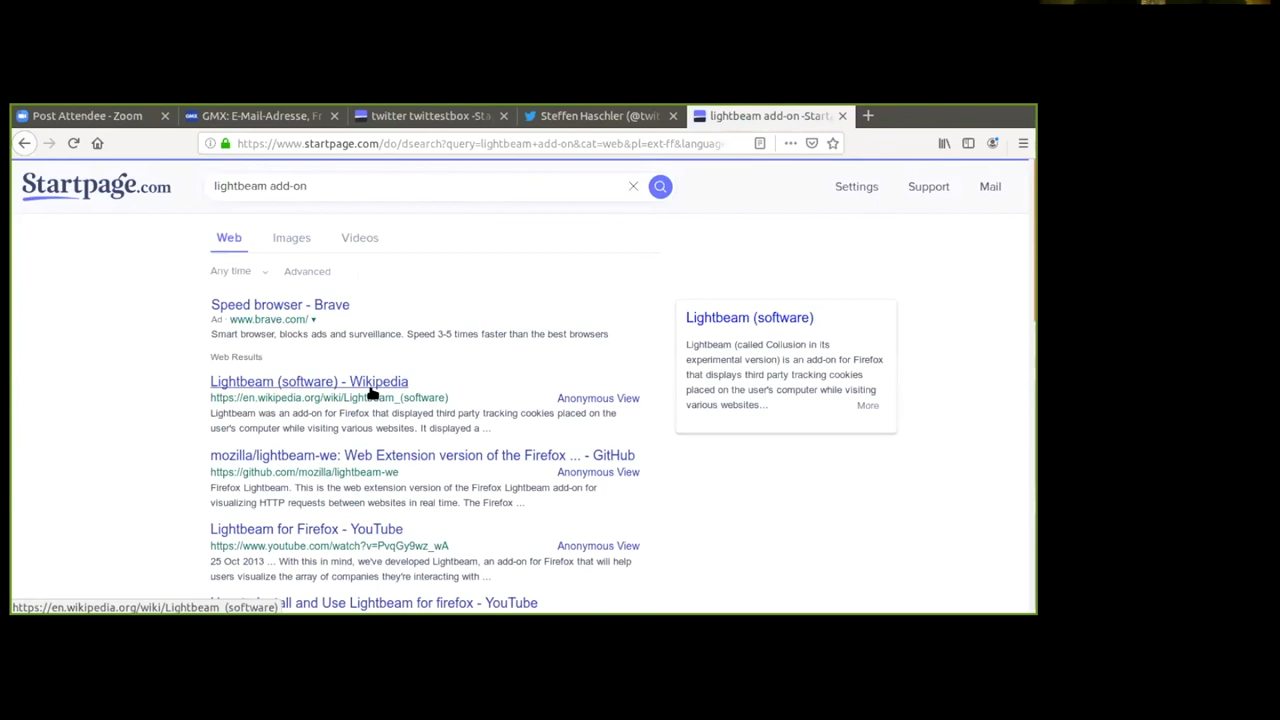 Post Attendee - Zoom
GMX: E-Mail-Adresse, Fr
twitter twittestbox -Sta
Steffen Haschler (@twit
lightbeam add-on -Start
https://www.startpage.com/do/dsearch?query=lightbeam+add-on&cat=web&pl=ext-ff&language
Startpage.com
lightbeam add-on
Settings
Support
Mail
Web
Images
Videos
Any time
Advanced
Speed browser - Brave
Ad · www.brave.com/
Smart browser, blocks ads and surveillance. Speed 3-5 times faster than the best browsers
Web Results
Lightbeam (software) - Wikipedia
https://en.wikipedia.org/wiki/Lightbeam_(software)
Anonymous View
Lightbeam was an add-on for Firefox that displayed third party tracking cookies placed on the
user's computer while visiting various websites. It displayed a ...
mozilla/lightbeam-we: Web Extension version of the Firefox ... - GitHub
https://github.com/mozilla/lightbeam-we
Anonymous View
Firefox Lightbeam. This is the web extension version of the Firefox Lightbeam add-on for
visualizing HTTP requests between websites in real time. The Firefox ...
Lightbeam for Firefox - YouTube
https://www.youtube.com/watch?v=PvqGy9wz_wA
Anonymous View
25 Oct 2013 ... With this in mind, we've developed Lightbeam, an add-on for Firefox that will help
users visualize the array of companies they're interacting with ...
all and Use Lightbeam for firefox - YouTube
https://en.wikipedia.org/wiki/Lightbeam_(software)
Lightbeam (software)
Lightbeam (called Collusion in its
experimental version) is an add-on for Firefox
that displays third party tracking cookies
placed on the user's computer while visiting
various websites...
More